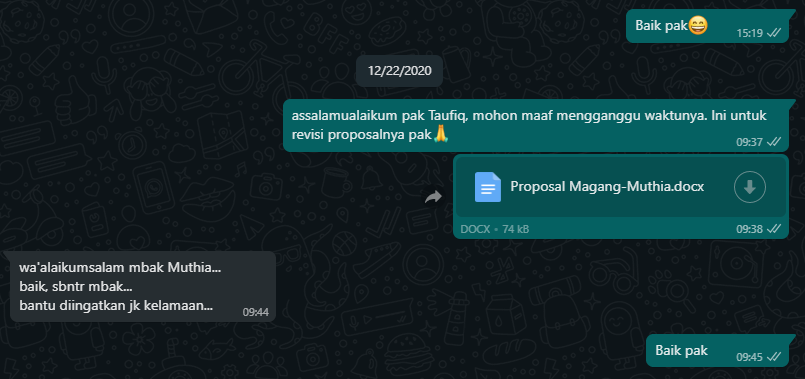 Baik pak😄
15:19
12/22/2020
assalamualaikum pak Taufiq, mohon maaf mengganggu waktunya. Ini untuk
revisi proposalnya pak🙏
09:37
Proposal Magang-Muthia.docx
DOCX • 74 kB
09:38
wa'alaikumsalam mbak Muthia...
baik, sbntr mbak...
bantu diingatkan jk kelamaan...
09:44
Baik pak
09:45